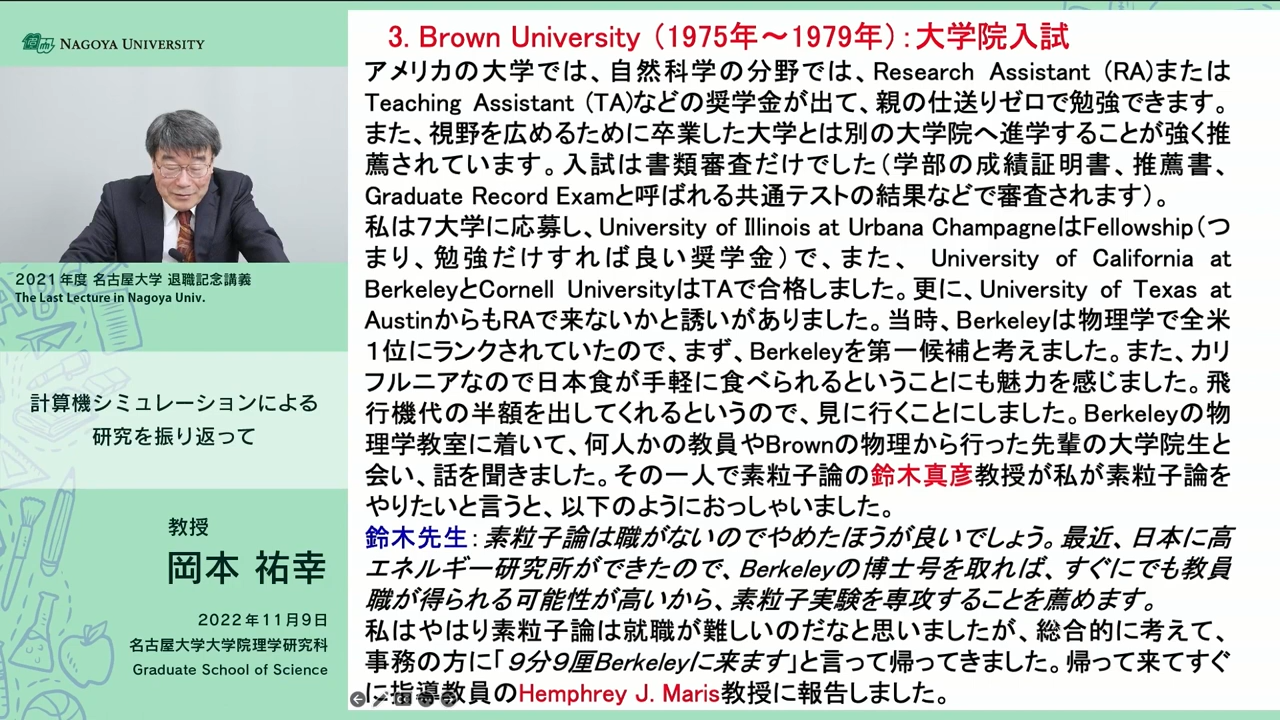 NAGOYA UNIVERSITY
2021年度 名古屋大学 退職記念講義
The Last Lecture in Nagoya Univ.
計算機シミュレーションによる
研究を振り返って
教授
岡本 祐幸
2022年11月9日
名古屋大学大学院理学研究科
Graduate School of Science
3. Brown University（1975年～1979年）：大学院入試
アメリカの大学では、自然科学の分野では、Research Assistant (RA)または
Teaching Assistant (TA)などの奨学金が出て、親の仕送りゼロで勉強できます。
また、視野を広めるために卒業した大学とは別の大学院へ進学することが強く推
薦されています。入試は書類審査だけでした（学部の成績証明書、推薦書、
Graduate Record Examと呼ばれる共通テストの結果などで審査されます）。
私は７大学に応募し、University of Illinois at Urbana ChampagneはFellowship（つ
まり、勉強だけすれば良い奨学金）で、また、 University of California at
BerkeleyとCornell UniversityはTAで合格しました。更に、University of Texas at
AustinからもRAで来ないかと誘いがありました。当時、Berkeleyは物理学で全米
１位にランクされていたので、まず、Berkeleyを第一候補と考えました。また、カリ
フルニアなので日本食が手軽に食べられるということにも魅力を感じました。飛
行機代の半額を出してくれるというので、見に行くことにしました。Berkeleyの物
理学教室に着いて、何人かの教員やBrownの物理から行った先輩の大学院生と
会い、話を聞きました。その一人で素粒子論の鈴木真彦教授が私が素粒子論を
やりたいと言うと、以下のようにおっしゃいました。
鈴木先生：素粒子論は職がないのでやめたほうが良いでしょう。最近、日本に高
エネルギー研究所ができたので、Berkeleyの博士号を取れば、すぐにでも教員
職が得られる可能性が高いから、素粒子実験を専攻することを薦めます。
私はやはり素粒子論は就職が難しいのだなと思いましたが、総合的に考えて、
事務の方に「９分９厘Berkeleyに来ます」と言って帰ってきました。帰って来てすぐ
に指導教員のHemphrey J. Maris教授に報告しました。